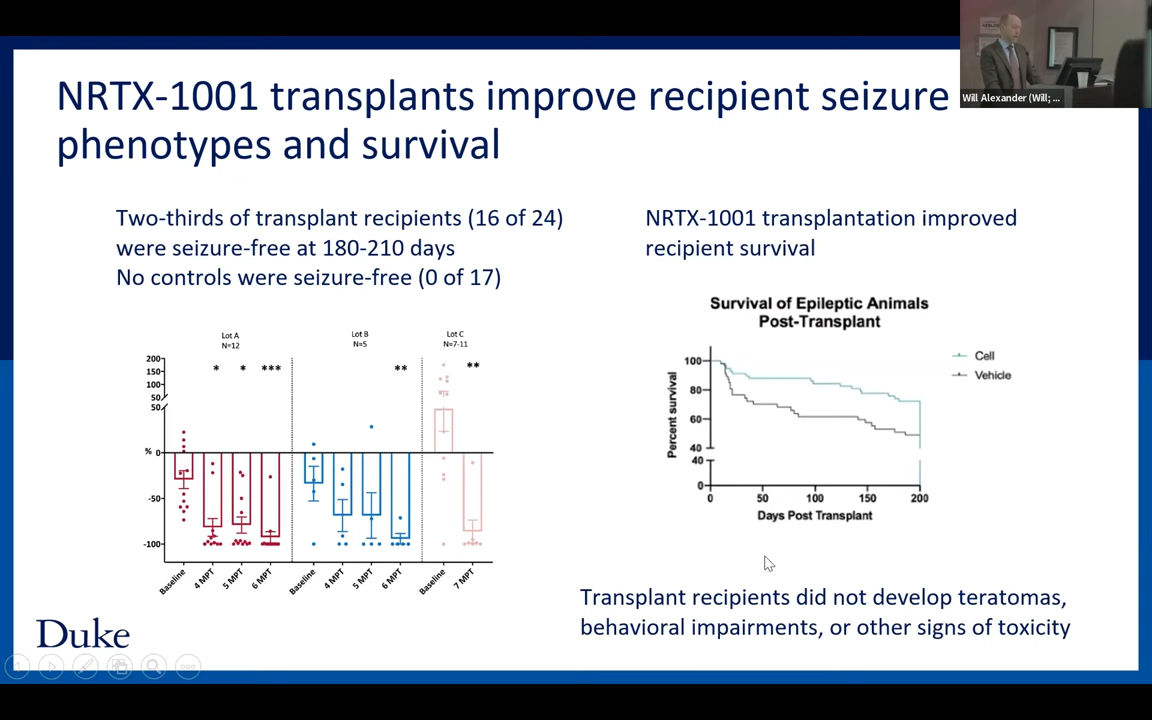 NRTX-1001 transplants improve recipient seizure
phenotypes and survival
Will Alexander (Will; ...
Two-thirds of transplant recipients (16 of 24)
were seizure-free at 180-210 days
No controls were seizure-free (0 of 17)
NRTX-1001 transplantation improved
recipient survival
Lot A
N=12
Lot B
N=5
Lot C
N=7-11
* * *** ** **
200
150
100
50
50
% 0
-50
-100
Baseline 4 MPT 5 MPT 6 MPT Baseline 4 MPT 5 MPT 6 MPT Baseline 7 MPT
Survival of Epileptic Animals
Post-Transplant
Cell
Vehicle
Percent survival
100
80
60
40
40
0
0 50 100 150 200
Days Post Transplant
Transplant recipients did not develop teratomas,
behavioral impairments, or other signs of toxicity
Duke